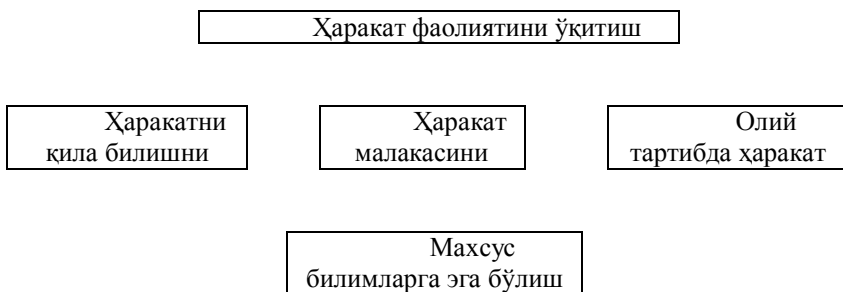 Ҳаракат фаолиятини ўқитиш
Ҳаракатни
қила билишни
Ҳаракат
малакасини
Олий
тартибда ҳаракат
Махсус
билимларга эга бўлиш